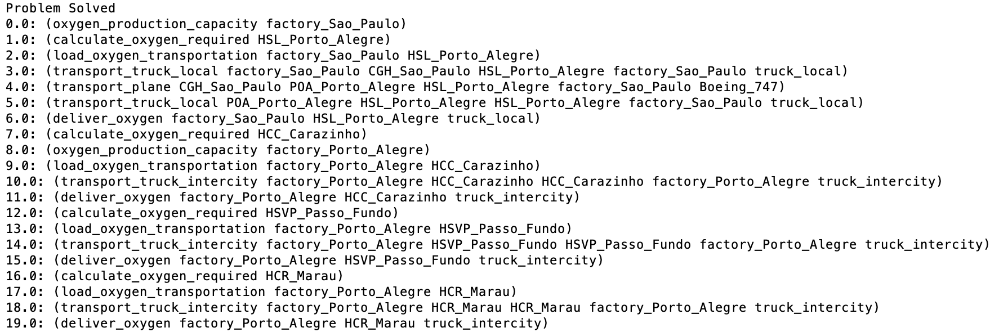 Problem Solved
0.0: (oxygen_production_capacity factory_Sao_Paulo)
1.0: (calculate_oxygen_required HSL_Porto_Alegre)
2.0: (load_oxygen_transportation factory_Sao_Paulo HSL_Porto_Alegre)
3.0: (transport_truck_local factory_Sao_Paulo CGH_Sao_Paulo HSL_Porto_Alegre factory_Sao_Paulo truck_local)
4.0: (transport_plane CGH_Sao_Paulo POA_Porto_Alegre HSL_Porto_Alegre factory_Sao_Paulo Boeing_747)
5.0: (transport_truck_local POA_Porto_Alegre HSL_Porto_Alegre HSL_Porto_Alegre factory_Sao_Paulo truck_local)
6.0: (deliver_oxygen factory_Sao_Paulo HSL_Porto_Alegre truck_local)
7.0: (calculate_oxygen_required HCC_Carazinho)
8.0: (oxygen_production_capacity factory_Porto_Alegre)
9.0: (load_oxygen_transportation factory_Porto_Alegre HCC_Carazinho)
10.0: (transport_truck_intercity factory_Porto_Alegre HCC_Carazinho HCC_Carazinho factory_Porto_Alegre truck_intercity)
11.0: (deliver_oxygen factory_Porto_Alegre HCC_Carazinho truck_intercity)
12.0: (calculate_oxygen_required HSVP_Passo_Fundo)
13.0: (load_oxygen_transportation factory_Porto_Alegre HSVP_Passo_Fundo)
14.0: (transport_truck_intercity factory_Porto_Alegre HSVP_Passo_Fundo HSVP_Passo_Fundo factory_Porto_Alegre truck_intercity)
15.0: (deliver_oxygen factory_Porto_Alegre HSVP_Passo_Fundo truck_intercity)
16.0: (calculate_oxygen_required HCR_Marau)
17.0: (load_oxygen_transportation factory_Porto_Alegre HCR_Marau)
18.0: (transport_truck_intercity factory_Porto_Alegre HCR_Marau HCR_Marau factory_Porto_Alegre truck_intercity)
19.0: (deliver_oxygen factory_Porto_Alegre HCR_Marau truck_intercity)